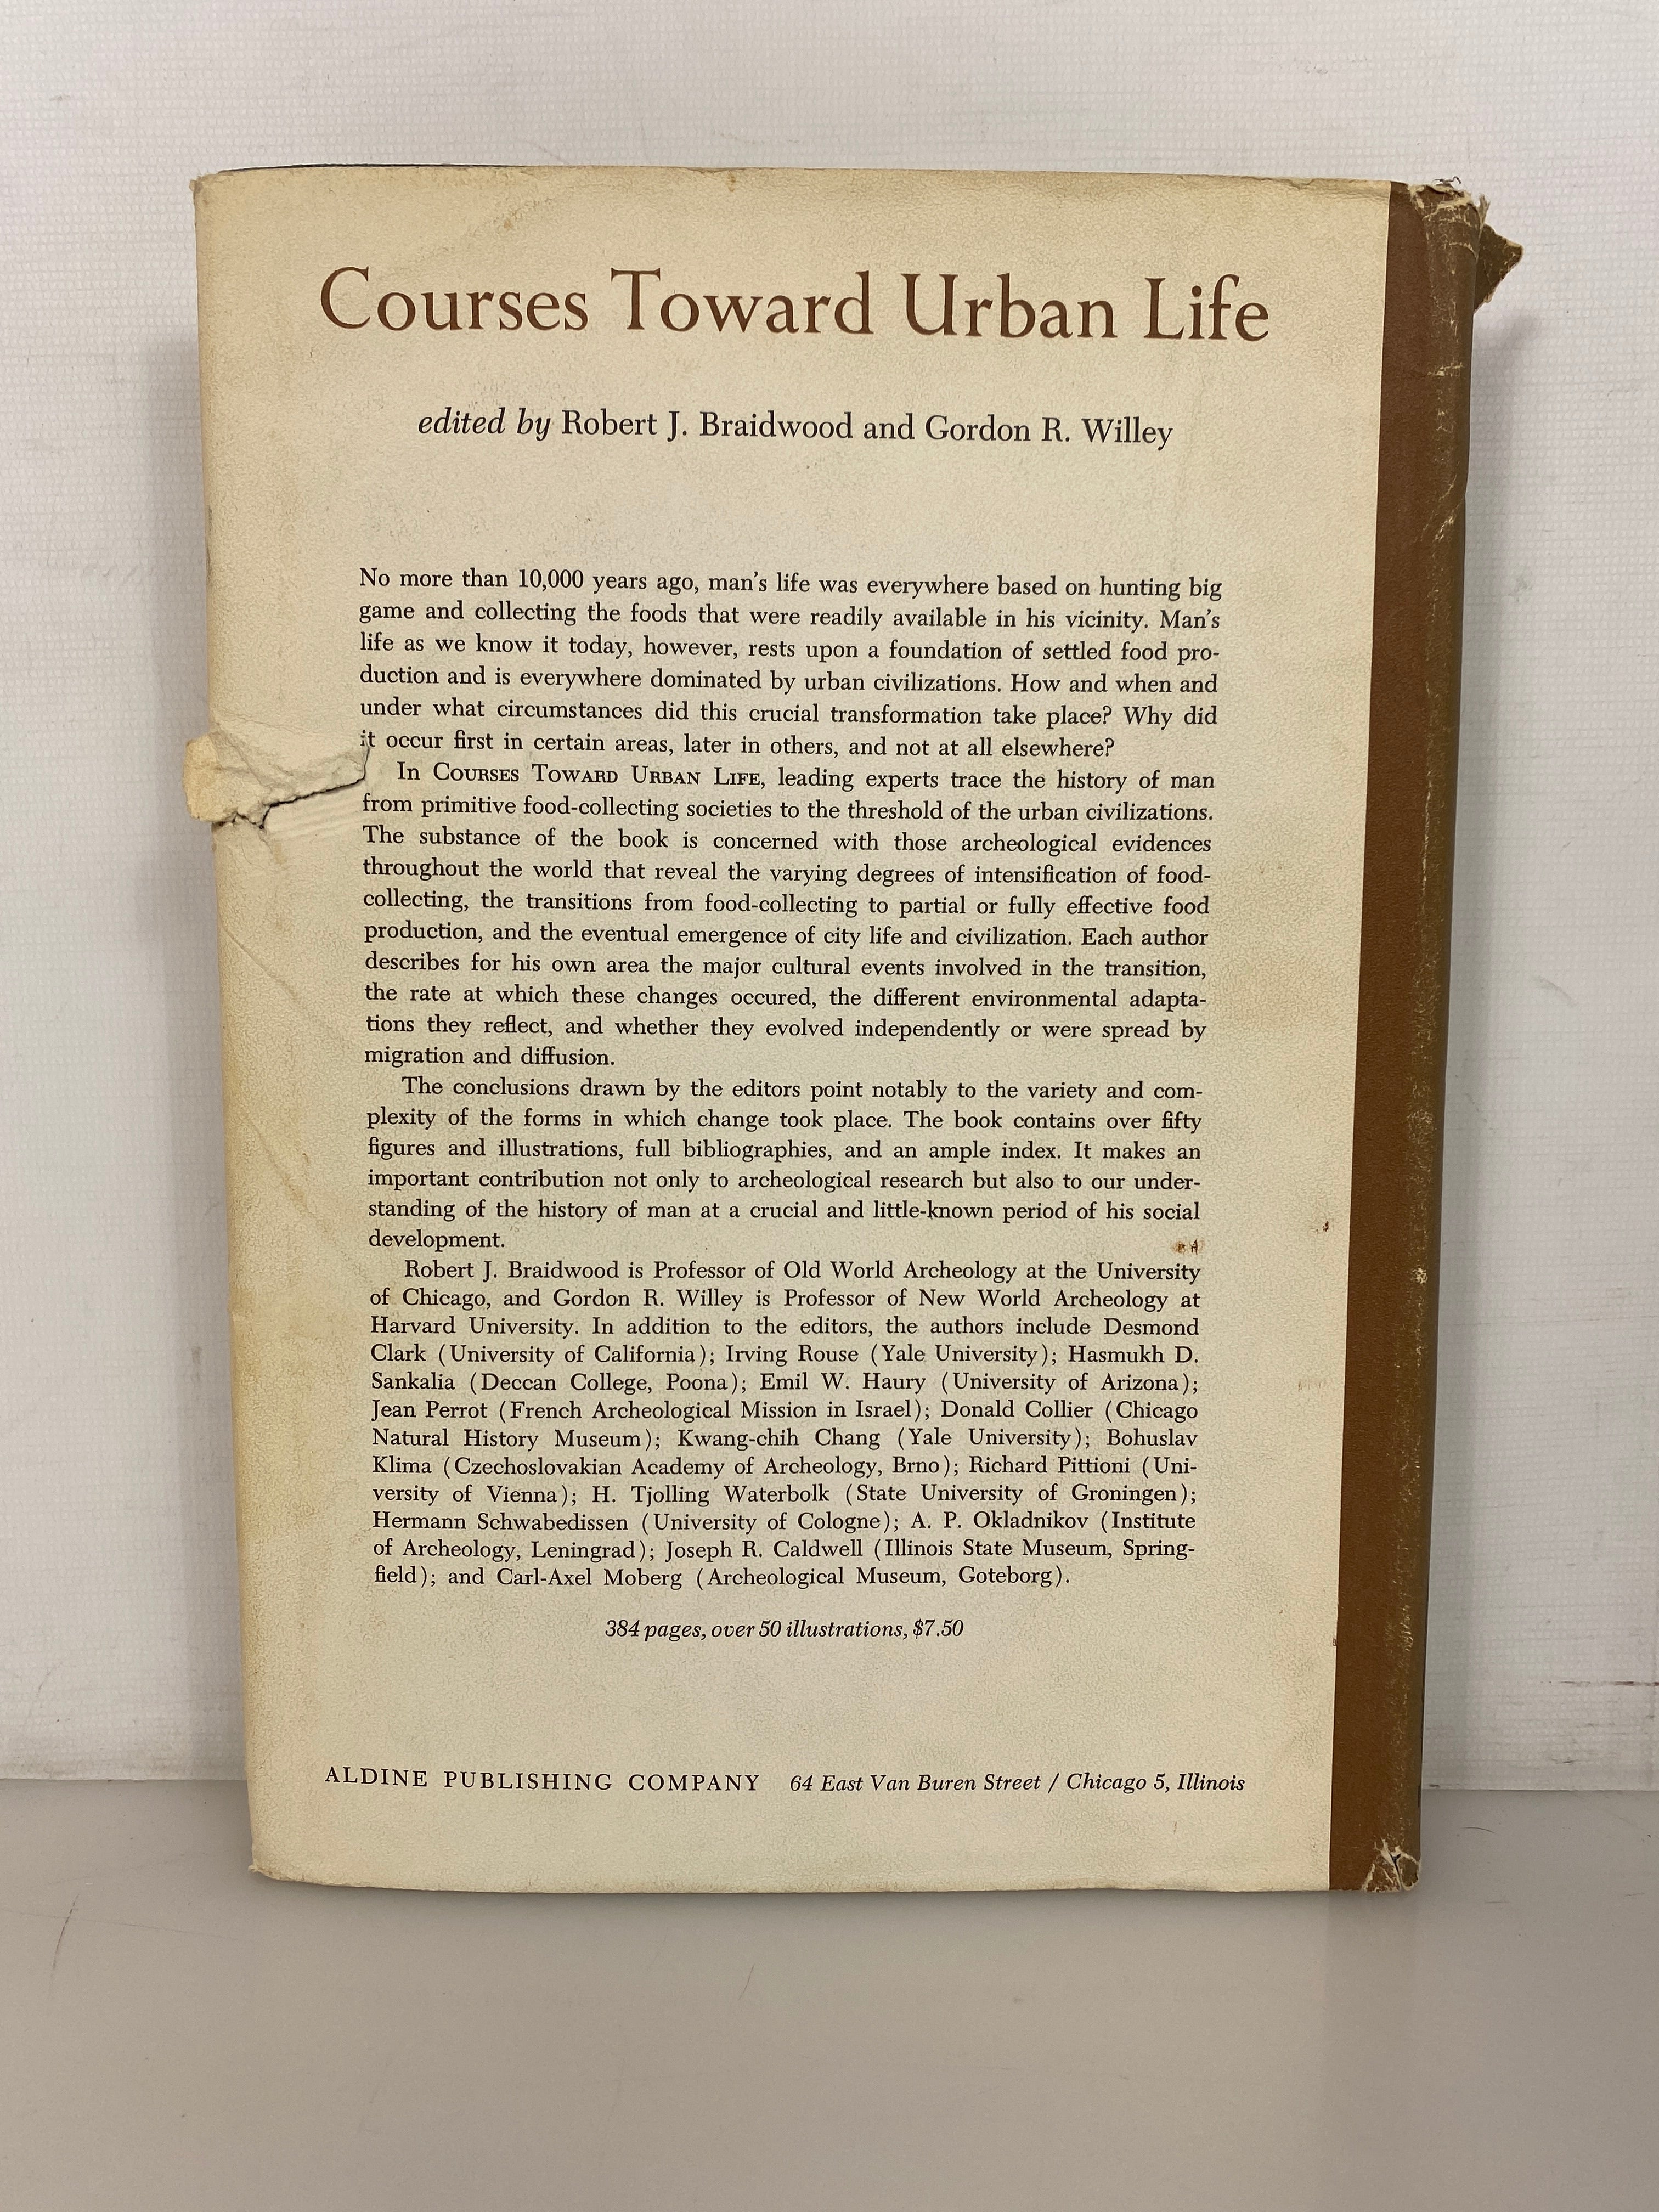 Courses Toward Urban Life
edited by Robert J. Braidwood and Gordon R. Willey
No more than 10,000 years ago, man's life was everywhere based on hunting big
game and collecting the foods that were readily available in his vicinity. Man's
life as we know it today, however, rests upon a foundation of settled food pro-
duction and is everywhere dominated by urban civilizations. How and when and
under what circumstances did this crucial transformation take place? Why did
it occur first in certain areas, later in others, and not at all elsewhere?
In COURSES TOWARD URBAN LIFE, leading experts trace the history of man
from primitive food-collecting societies to the threshold of the urban civilizations.
The substance of the book is concerned with those archeological evidences
throughout the world that reveal the varying degrees of intensification of food-
collecting, the transitions from food-collecting to partial or fully effective food
production, and the eventual emergence of city life and civilization. Each author
describes for his own area the major cultural events involved in the transition,
the rate at which these changes occured, the different environmental adapta-
tions they reflect, and whether they evolved independently or were spread by
migration and diffusion.
The conclusions drawn by the editors point notably to the variety and com-
plexity of the forms in which change took place. The book contains over fifty
figures and illustrations, full bibliographies, and an ample index. It makes an
important contribution not only to archeological research but also to our under-
standing of the history of man at a crucial and little-known period of his social
development.
Robert J. Braidwood is Professor of Old World Archeology at the University
of Chicago, and Gordon R. Willey is Professor of New World Archeology at
Harvard University. In addition to the editors, the authors include Desmond
Clark (University of California); Irving Rouse (Yale University); Hasmukh D.
Sankalia (Deccan College, Poona); Emil W. Haury (University of Arizona);
Jean Perrot (French Archeological Mission in Israel); Donald Collier (Chicago
Natural History Museum); Kwang-chih Chang (Yale University); Bohuslav
Klima (Czechoslovakian Academy of Archeology, Brno); Richard Pittioni (Uni-
versity of Vienna); H. Tjolling Waterbolk (State University of Groningen);
Hermann Schwabedissen (University of Cologne); A. P. Okladnikov (Institute
of Archeology, Leningrad); Joseph R. Caldwell (Illinois State Museum, Spring-
field); and Carl-Axel Moberg (Archeological Museum, Goteborg).
384 pages, over 50 illustrations, $7.50
ALDINE PUBLISHING COMPANY 64 East Van Buren Street / Chicago 5, Illinois